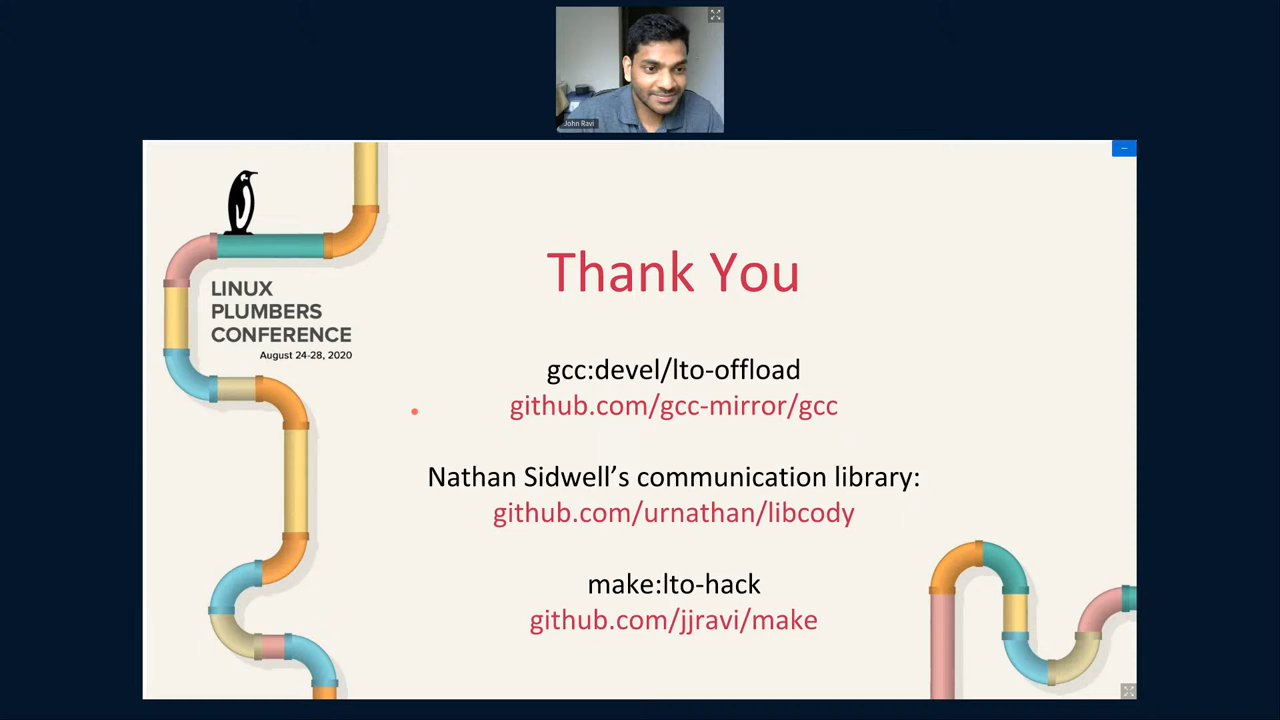 John Ravi
LINUX
PLUMBERS
CONFERENCE
August 24-28, 2020
Thank You
gcc:devel/lto-offload
github.com/gcc-mirror/gcc
Nathan Sidwell’s communication library:
github.com/urnathan/libcody
make:lto-hack
github.com/jjravi/make